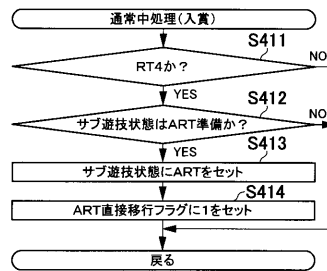 通常中処理(入賞)
S411
RT4か?
NO
YES
S412
サブ遊技状態はART準備か?
NO
YES
S413
サブ遊技状態にARTをセット
S414
ART直接移行フラグに1をセット
戻る